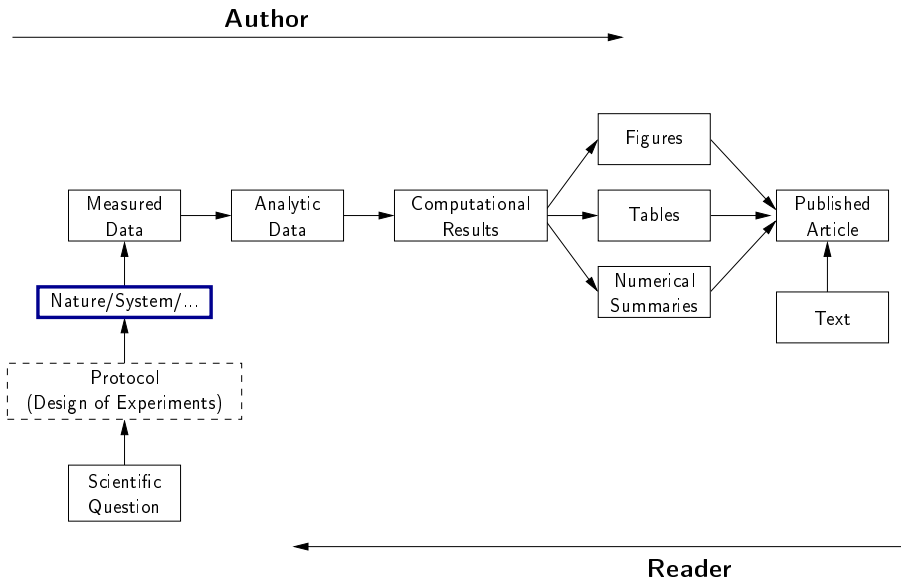 Author
Figures
Measured
Data
Analytic
Data
Computational
Results
Tables
Published
Article
Numerical
Summaries
Nature/System/...
Text
Protocol
(Design of Experiments)
Scientific
Question
Reader